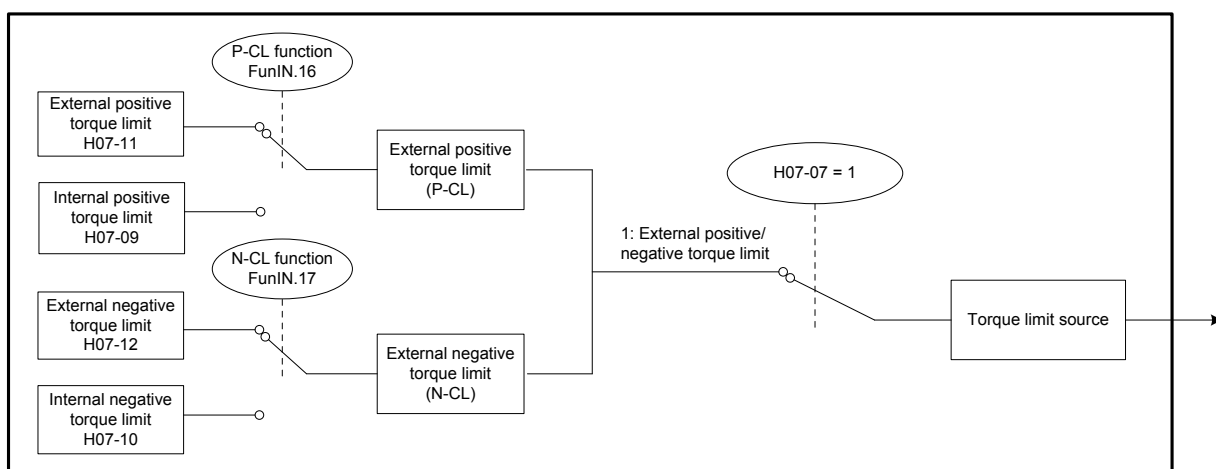 P-CL function
FunIN.16
External positive
torque limit
H07-11
External positive
torque limit
(P-CL)
H07-07 = 1
Internal positive
torque limit
H07-09
1: External positive/
negative torque limit
N-CL function
FunIN.17
External negative
torque limit
H07-12
Torque limit source
External negative
torque limit
(N-CL)
Internal negative
torque limit
H07-10